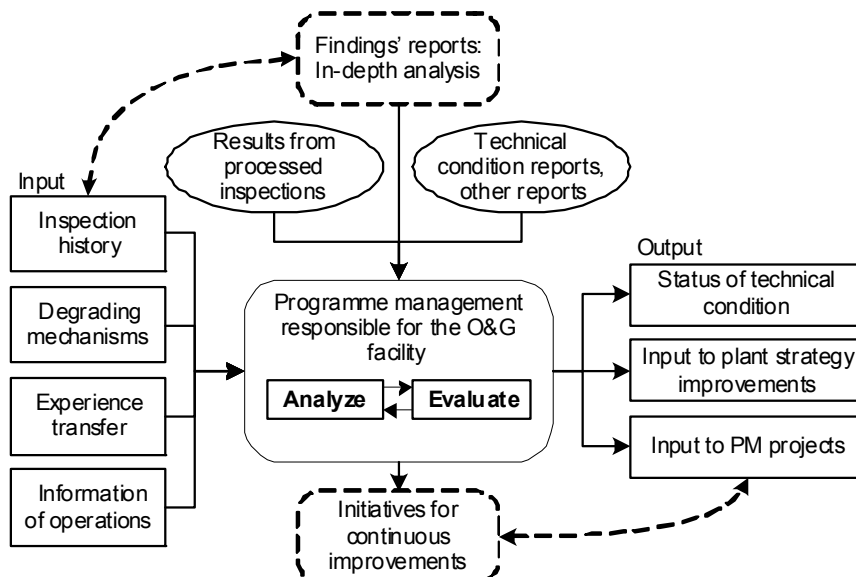 Findings' reports:
In-depth analysis
Results from
processed
inspections
Technical
condition reports,
other reports
Input
Inspection
history
Degrading
mechanisms
Experience
transfer
Information
of operations
Programme management
responsible for the O&G
facility
Analyze
Evaluate
Output
Status of technical
condition
Input to plant strategy
improvements
Input to PM projects
Initiatives for
continuous
improvements